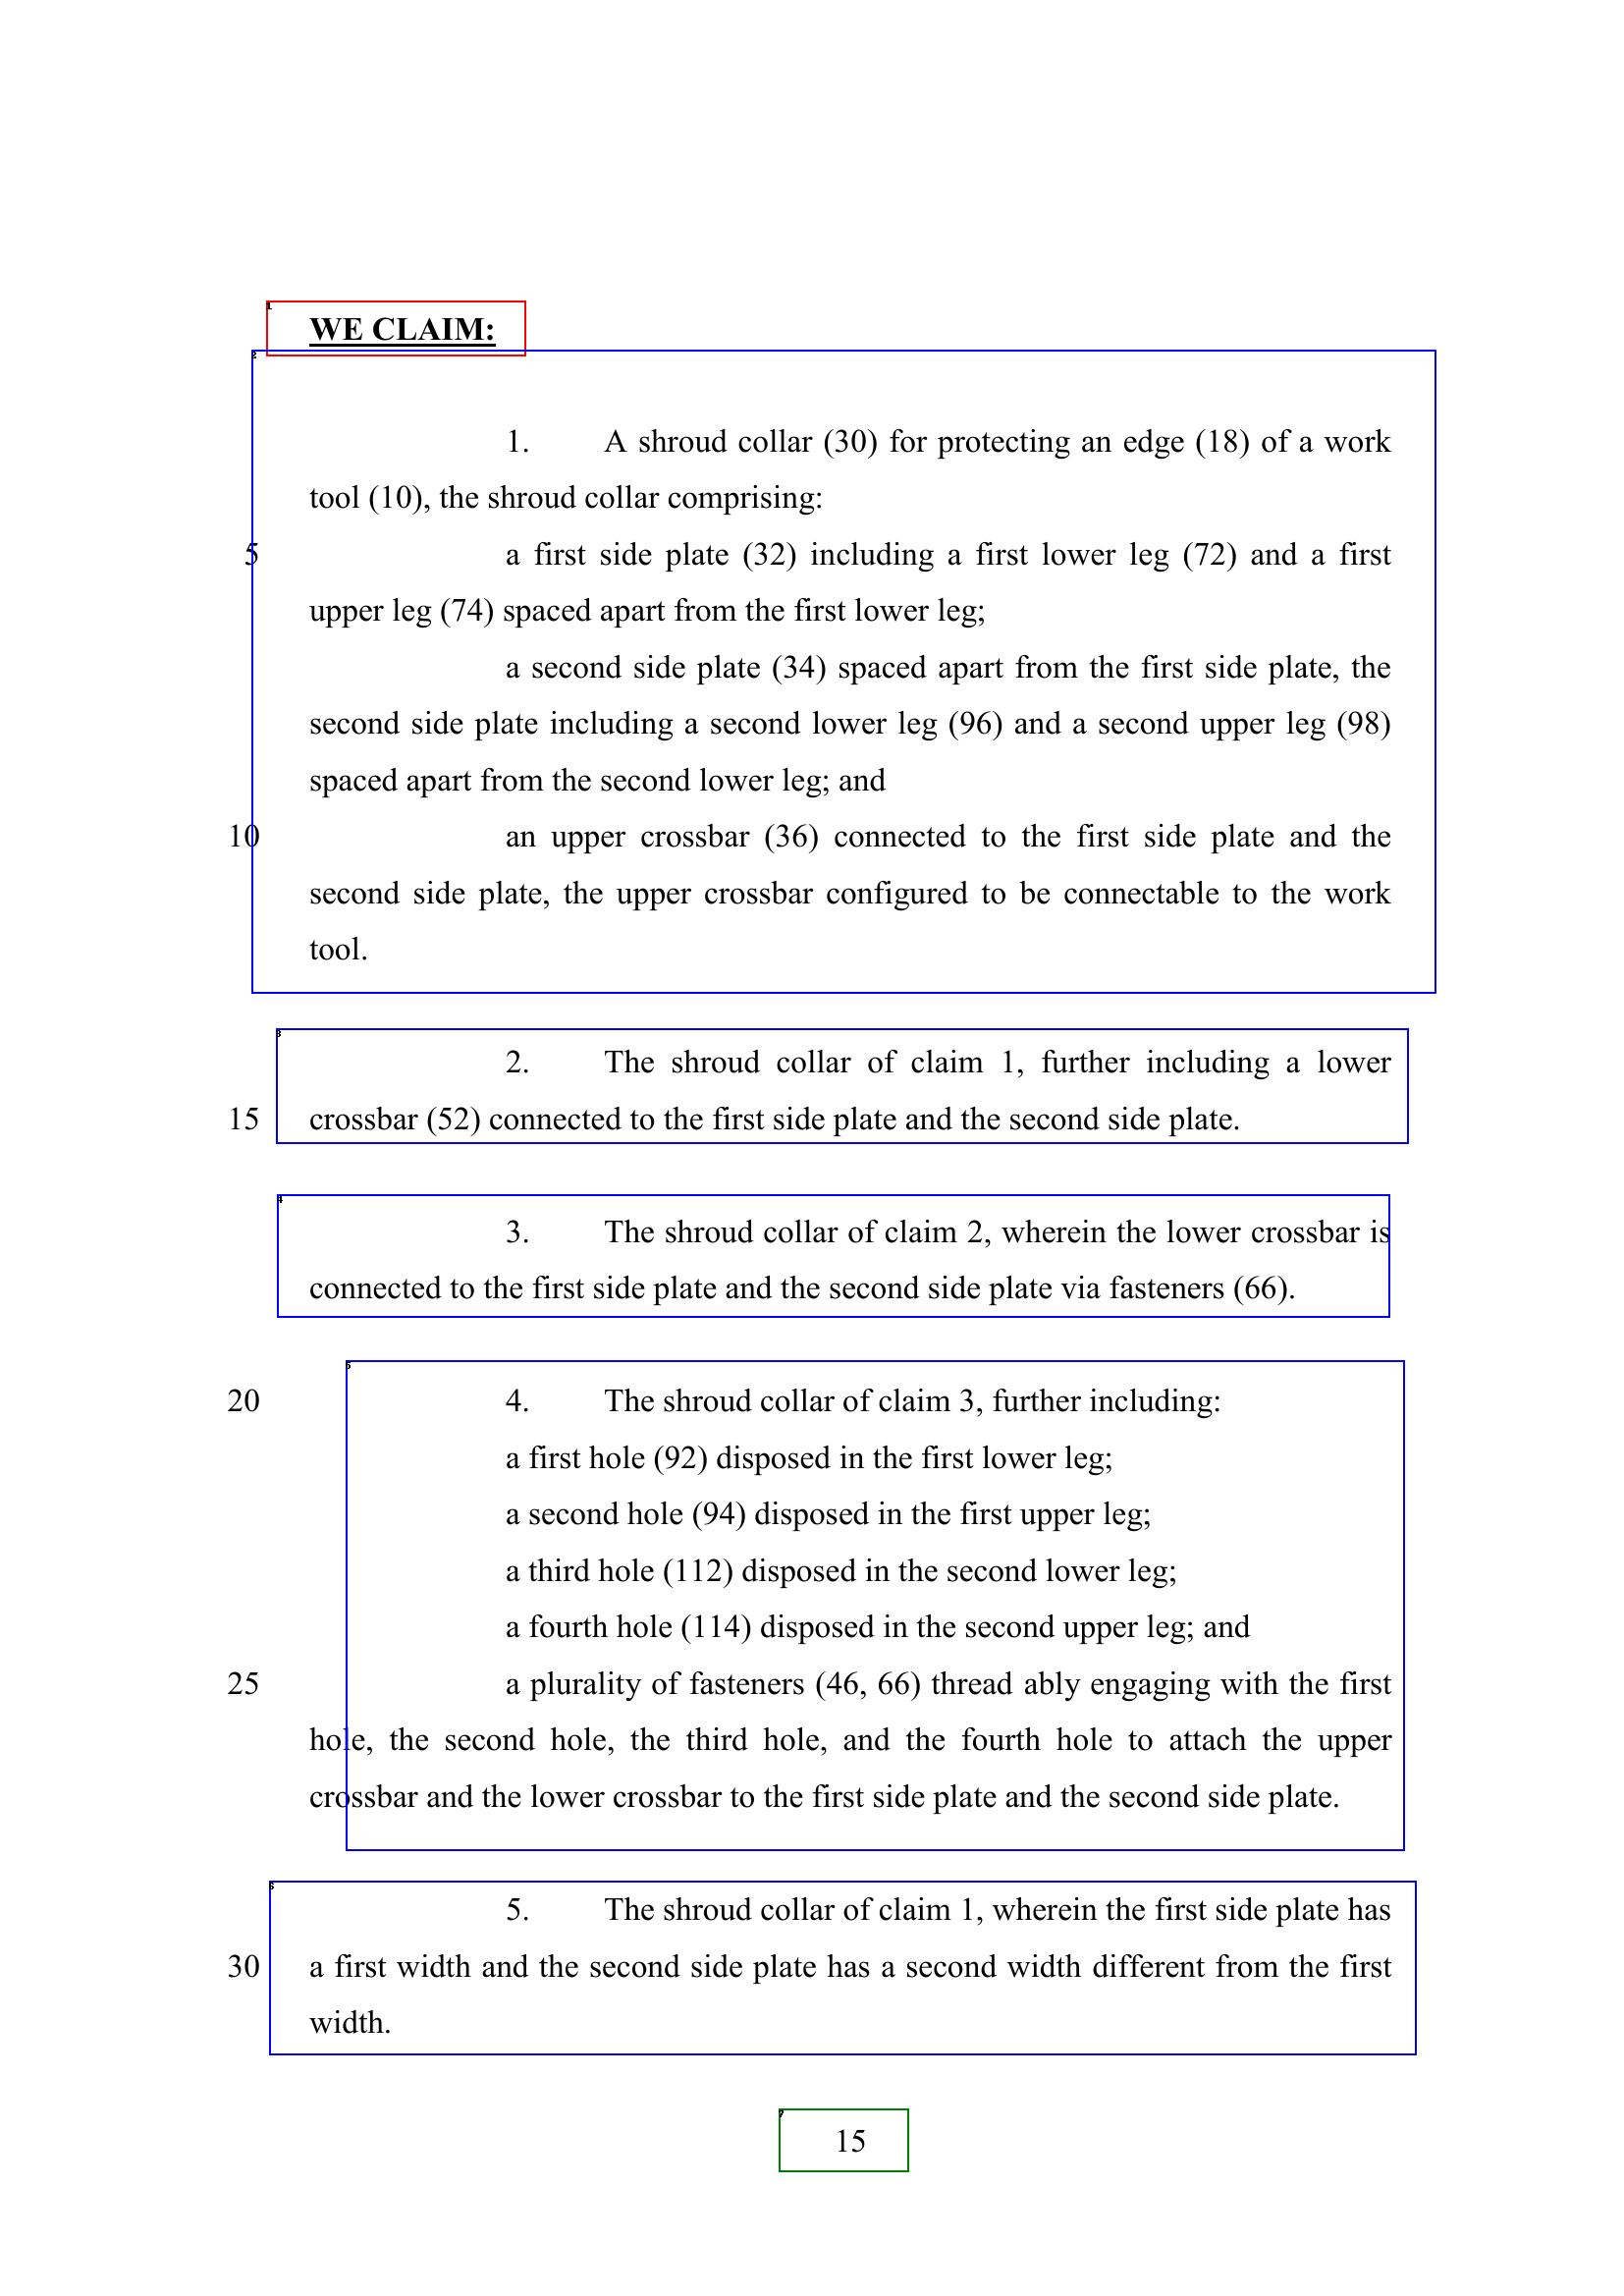 WE CLAIM:
1. A shroud collar (30) for protecting an edge (18) of a work
tool (10), the shroud collar comprising:
5 a first side plate (32) including a first lower leg (72) and a first
upper leg (74) spaced apart from the first lower leg;
a second side plate (34) spaced apart from the first side plate, the
second side plate including a second lower leg (96) and a second upper leg (98)
spaced apart from the second lower leg; and
10 an upper crossbar (36) connected to the first side plate and the
second side plate, the upper crossbar configured to be connectable to the work
tool.
2. The shroud collar of claim 1, further including a lower
15 crossbar (52) connected to the first side plate and the second side plate.
3. The shroud collar of claim 2, wherein the lower crossbar is
connected to the first side plate and the second side plate via fasteners (66).
20 4. The shroud collar of claim 3, further including:
a first hole (92) disposed in the first lower leg;
a second hole (94) disposed in the first upper leg;
a third hole (112) disposed in the second lower leg;
a fourth hole (114) disposed in the second upper leg; and
25 a plurality of fasteners (46, 66) thread ably engaging with the first
hole, the second hole, the third hole, and the fourth hole to attach the upper
crossbar and the lower crossbar to the first side plate and the second side plate.
5. The shroud collar of claim 1, wherein the first side plate has
30 a first width and the second side plate has a second width different from the first
width.
15